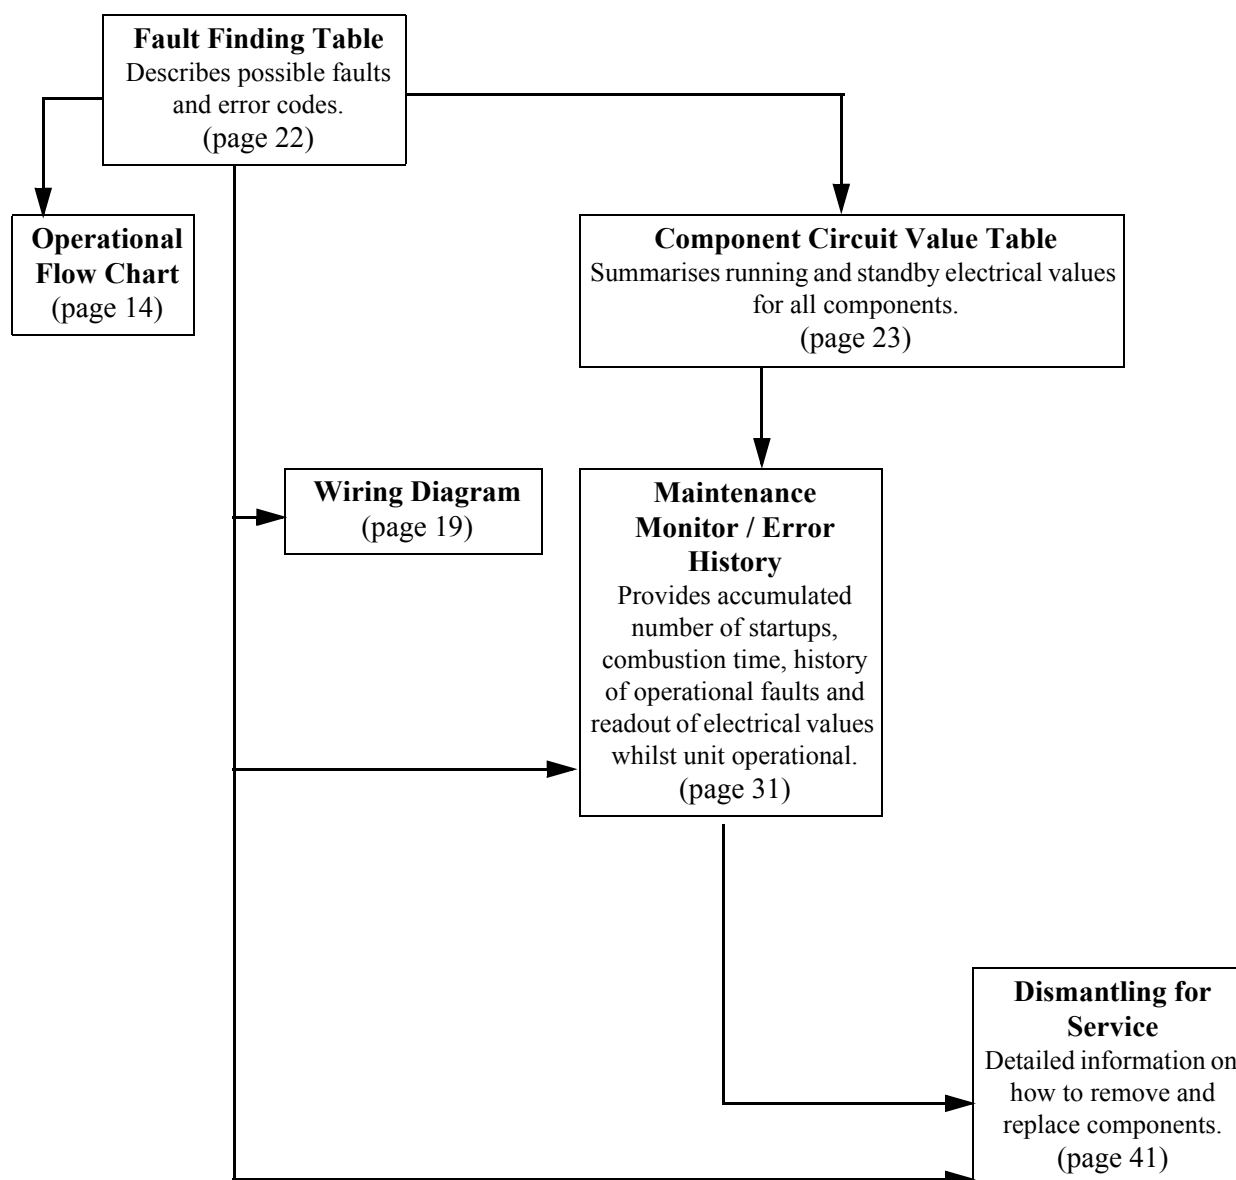 Fault Finding Table
Describes possible faults
and error codes.
(page 22)
Operational
Flow Chart
(page 14)
Component Circuit Value Table
Summarises running and standby electrical values
for all components.
(page 23)
Wiring Diagram
(page 19)
Maintenance
Monitor / Error
History
Provides accumulated
number of startups,
combustion time, history
of operational faults and
readout of electrical values
whilst unit operational.
(page 31)
Dismantling for
Service
Detailed information on
how to remove and
replace components.
(page 41)